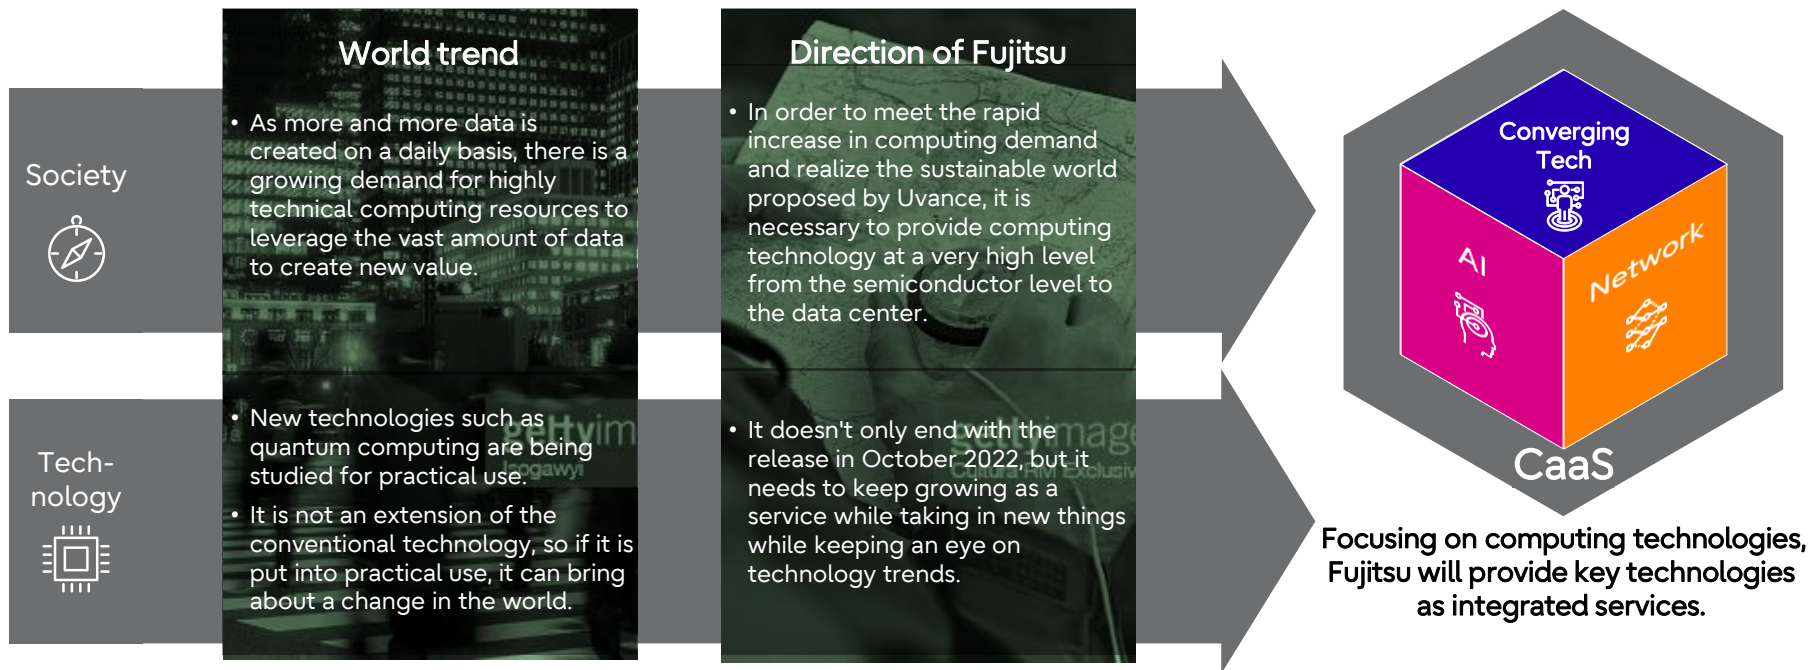 World trend
Direction of Fujitsu
Society
• As more and more data is
created on a daily basis, there is a
growing demand for highly
technical computing resources to
leverage the vast amount of data
to create new value.
• In order to meet the rapid
increase in computing demand
and realize the sustainable world
proposed by Uvance, it is
necessary to provide computing
technology at a very high level
from the semiconductor level to
the data center.
Tech-
nology
• New technologies such as
quantum computing are being
studied for practical use.
• It is not an extension of the
conventional technology, so if it is
put into practical use, it can bring
about a change in the world.
gettyim
Isogawyi
• It doesn't only end with the
release in October 2022, but it
needs to keep growing as a
service while taking in new things
while keeping an eye on
technology trends.
gettyimage
Cultura RM Exclusiv
Converging
Tech
AI
Network
CaaS
Focusing on computing technologies,
Fujitsu will provide key technologies
as integrated services.